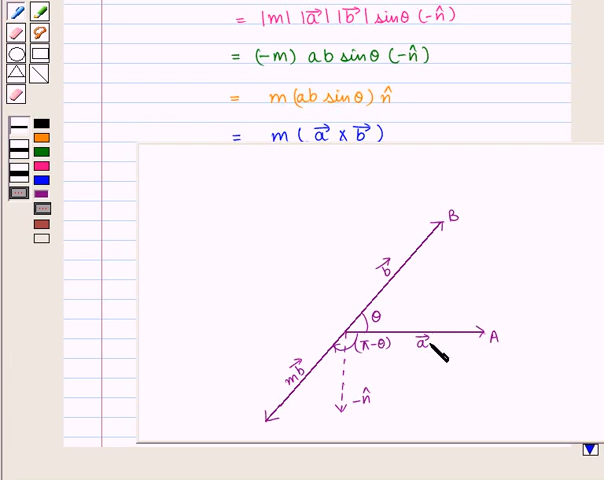 = |m| |a⃗| |b⃗| sinθ (-n̂)
= (-m) ab sinθ (-n̂)
= m (ab sinθ) n̂
= m ( a⃗ × b⃗ )
B
b⃗
θ
A
(π-θ)
a⃗
mb⃗
-n̂